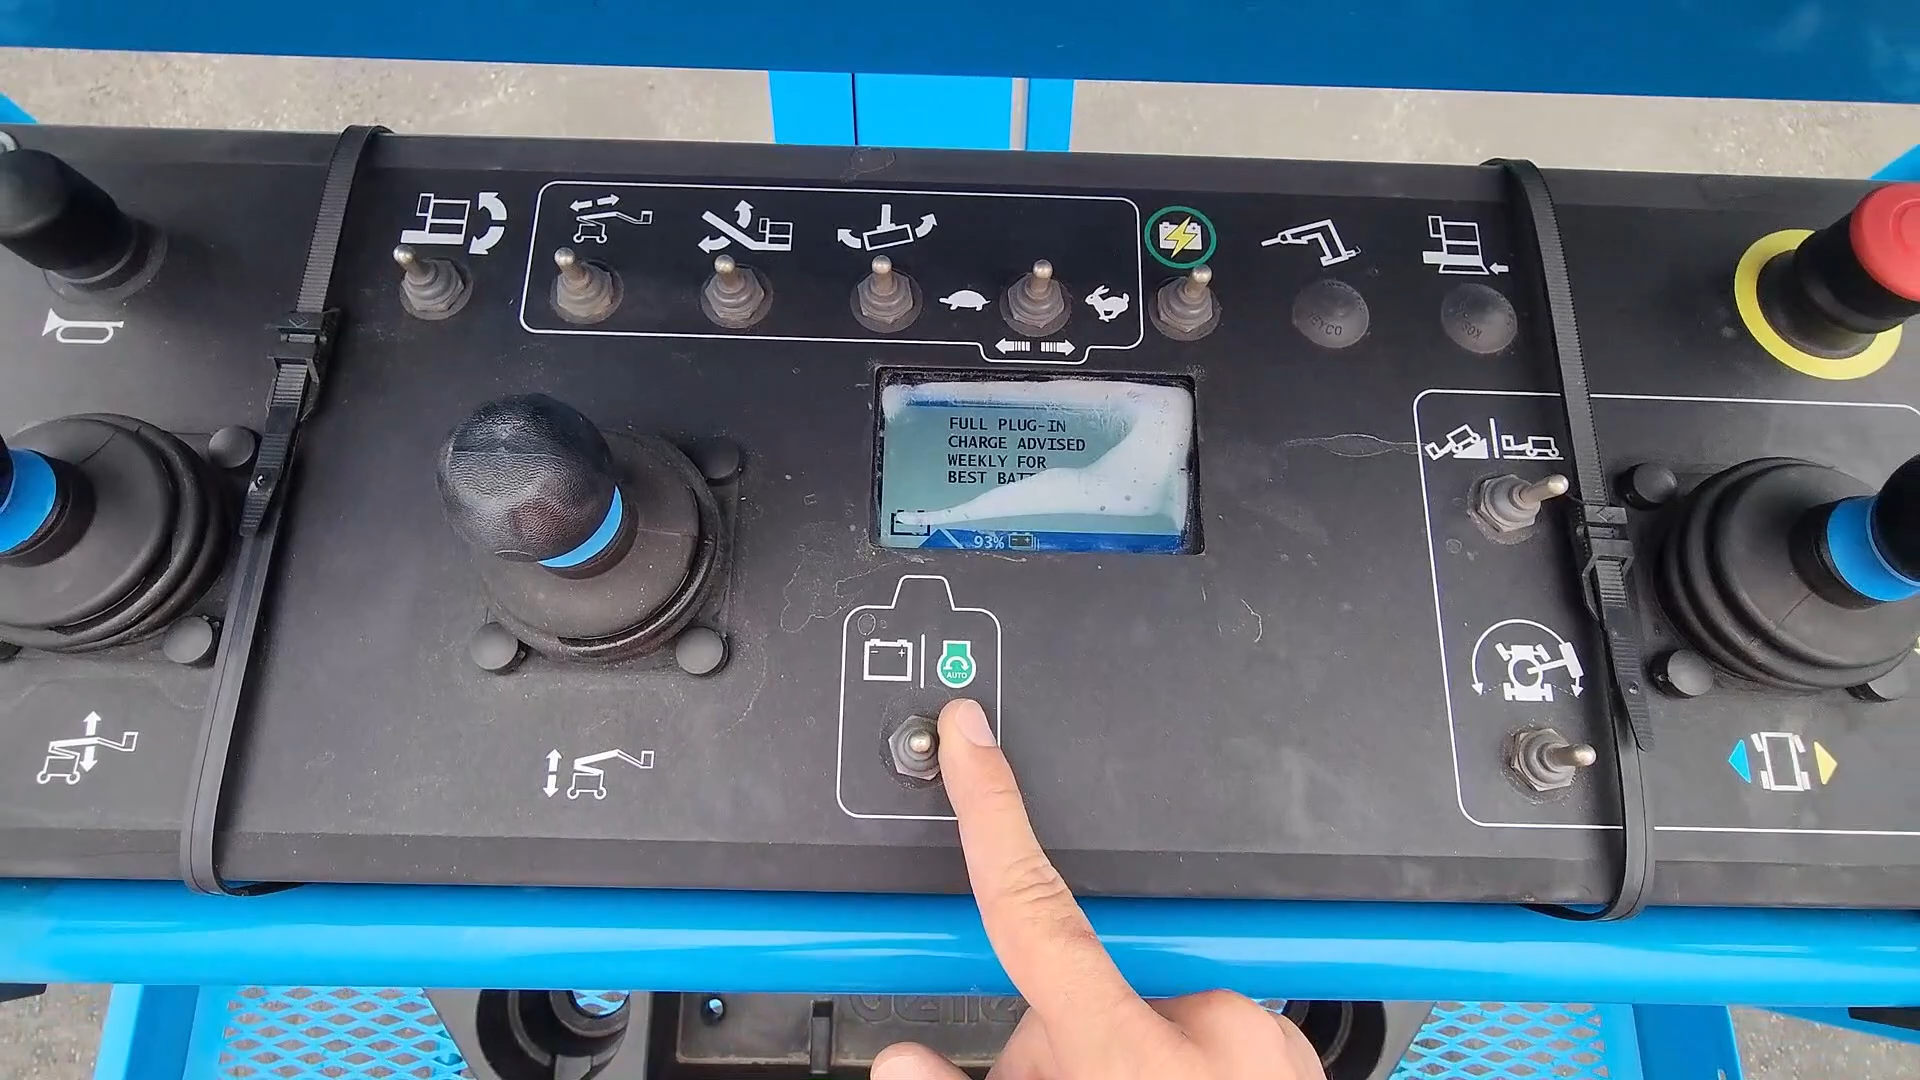 FULL PLUG-IN
CHARGE ADVISED
WEEKLY FOR
BEST
93%
AUTO